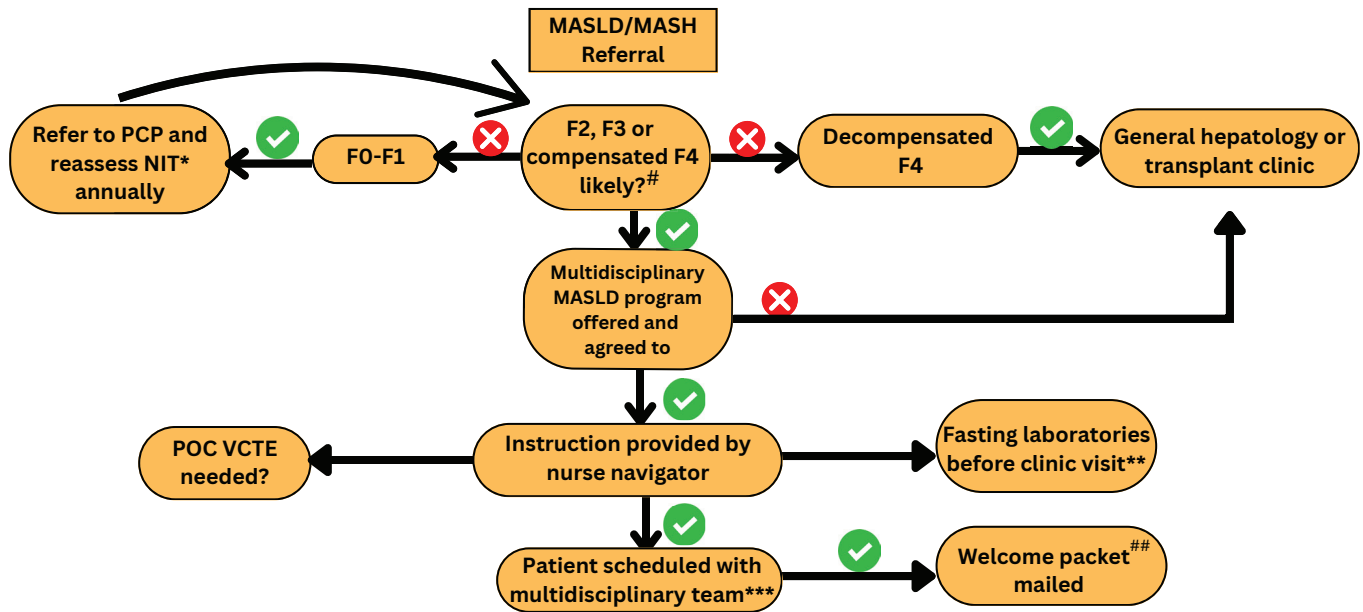 MASLD/MASH
Referral
Refer to PCP and
reassess NIT*
annually
F0-F1
F2, F3 or
compensated F4
likely?#
Decompensated
F4
General hepatology or
transplant clinic
Multidisciplinary
MASLD program
offered and
agreed to
POC VCTE
needed?
Instruction provided by
nurse navigator
Fasting laboratories
before clinic visit**
Patient scheduled with
multidisciplinary team***
Welcome packet##
mailed